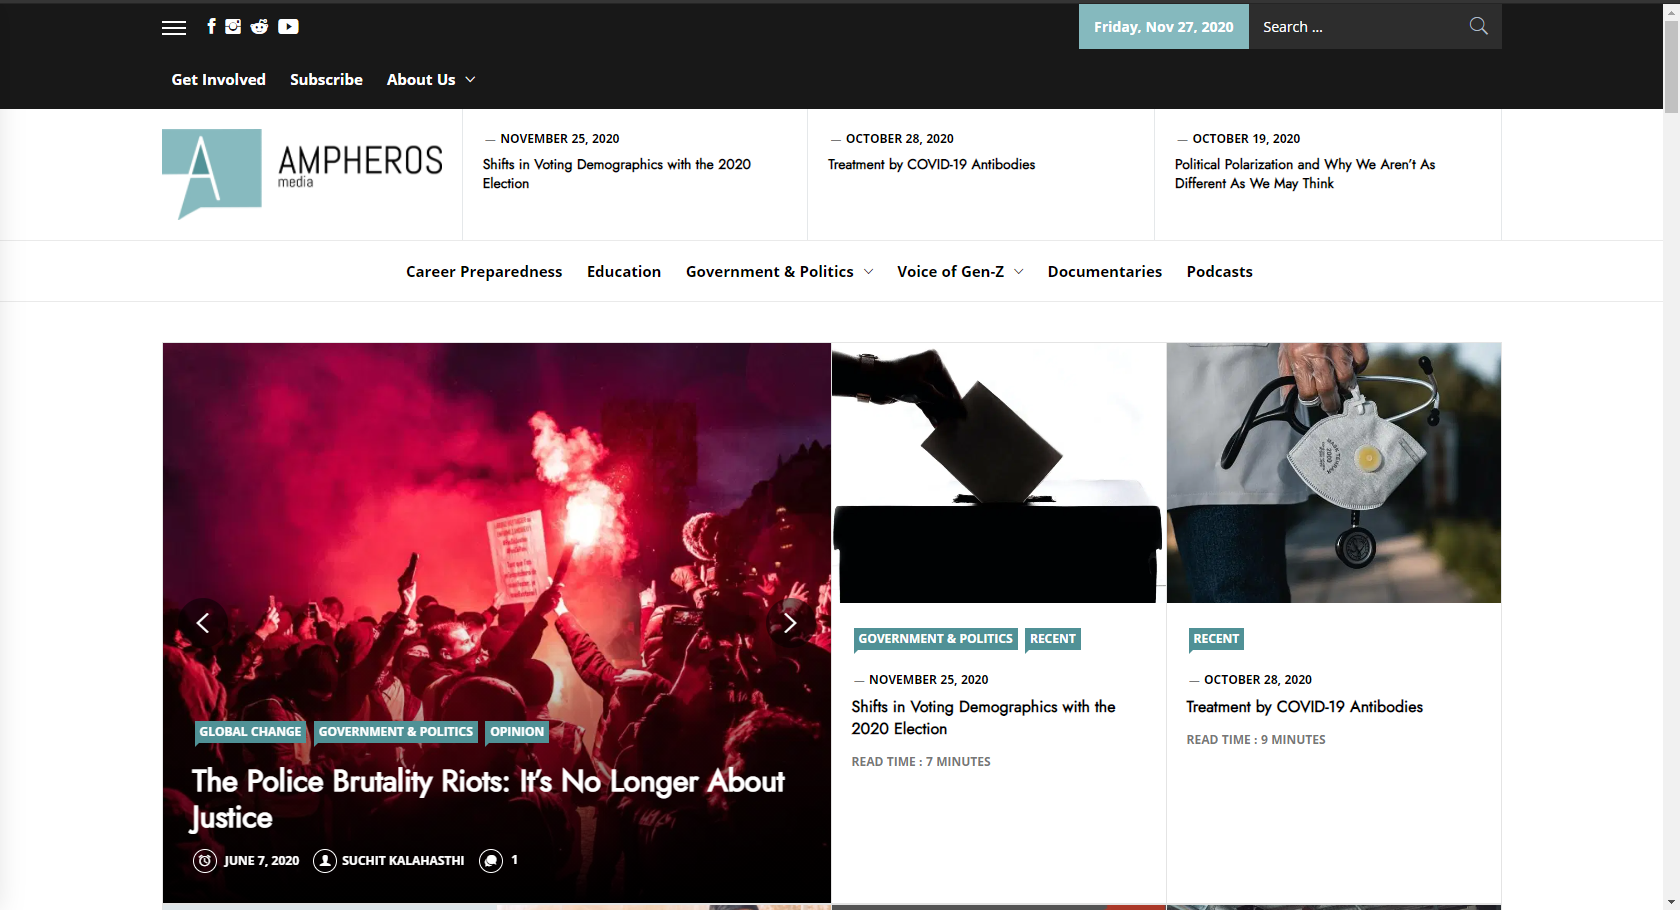 Friday, Nov 27, 2020
Search ...
Get Involved
Subscribe
About Us
AMPHEROS
media
— NOVEMBER 25, 2020
Shifts in Voting Demographics with the 2020
Election
— OCTOBER 28, 2020
Treatment by COVID-19 Antibodies
— OCTOBER 19, 2020
Political Polarization and Why We Aren't As
Different As We May Think
Career Preparedness
Education
Government & Politics
Voice of Gen-Z
Documentaries
Podcasts
GLOBAL CHANGE
GOVERNMENT & POLITICS
OPINION
The Police Brutality Riots: It's No Longer About
Justice
JUNE 7, 2020
SUCHIT KALAHASTHI
1
GOVERNMENT & POLITICS
RECENT
— NOVEMBER 25, 2020
Shifts in Voting Demographics with the
2020 Election
READ TIME : 7 MINUTES
RECENT
— OCTOBER 28, 2020
Treatment by COVID-19 Antibodies
READ TIME : 9 MINUTES